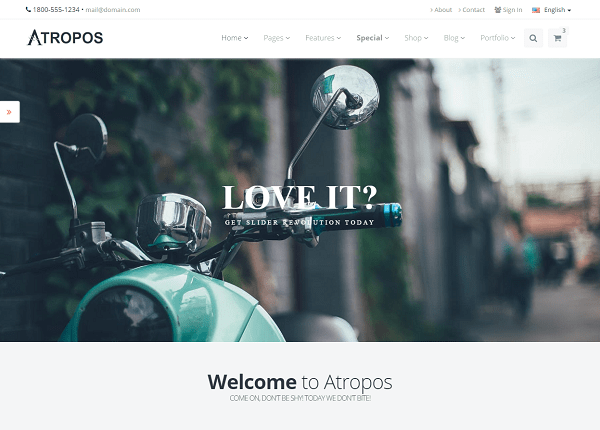 1800-555-1234 • mail@domain.com
About Contact Sign In English
ATROPOS
Home Pages Features Special Shop Blog Portfolio 3
LOVE IT?
GET SLIDER REVOLUTION TODAY
Welcome to Atropos
COME ON, DON'T BE SHY! TODAY WE DON'T BITE!